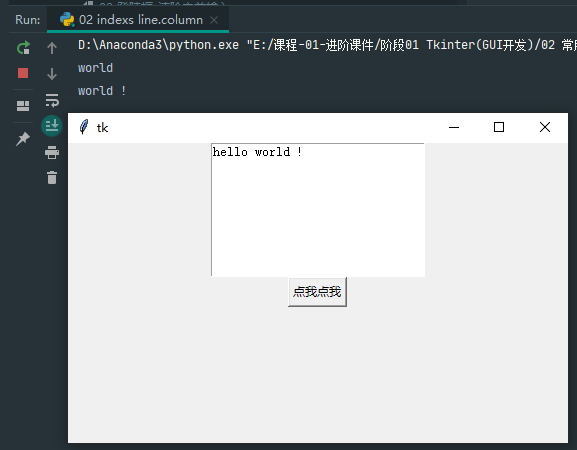 Run: 02 indexs line.column
D:\Anaconda3\python.exe "E:/课程-01-进阶课件/阶段01 Tkinter(GUI开发)/02 常用
world
world !
tk
hello world !
点我点我